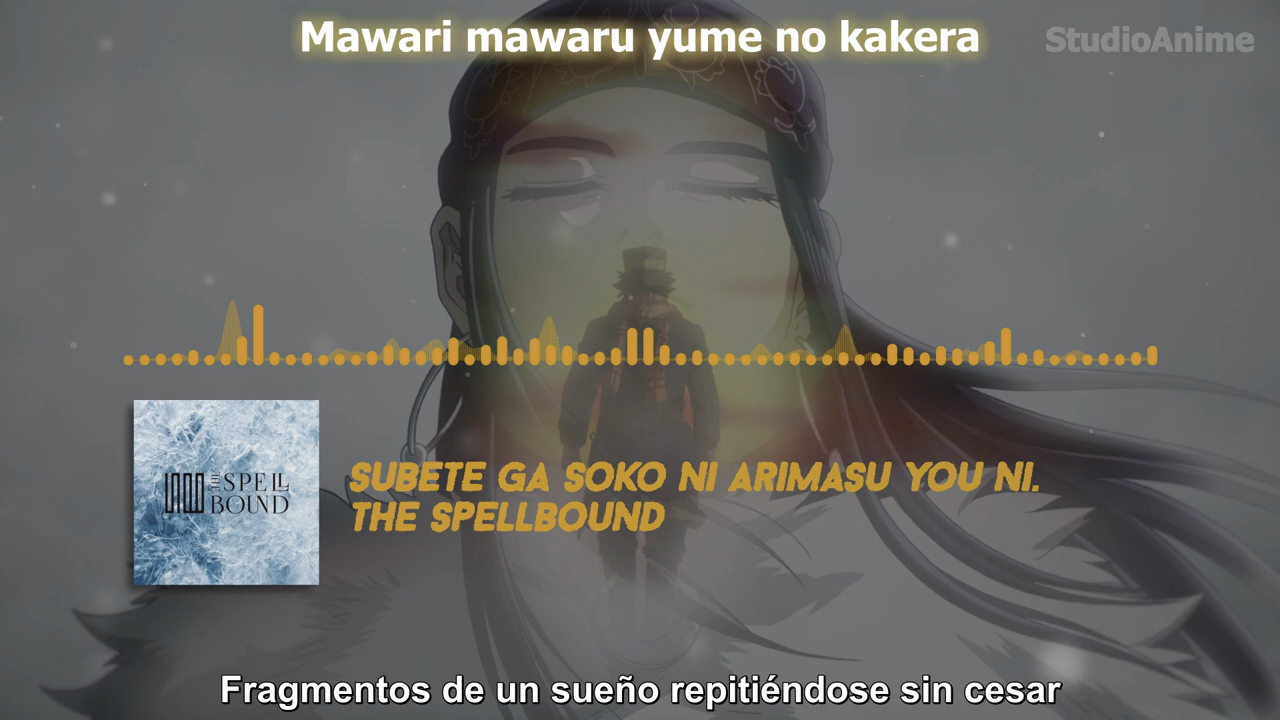 Mawari mawaru yume no kakera
StudioAnime
THE SPELL
BOUND
SUBETE GA SOKO NI ARIMASU YOU NI.
THE SPELLBOUND
Fragmentos de un sueño repitiéndose sin cesar